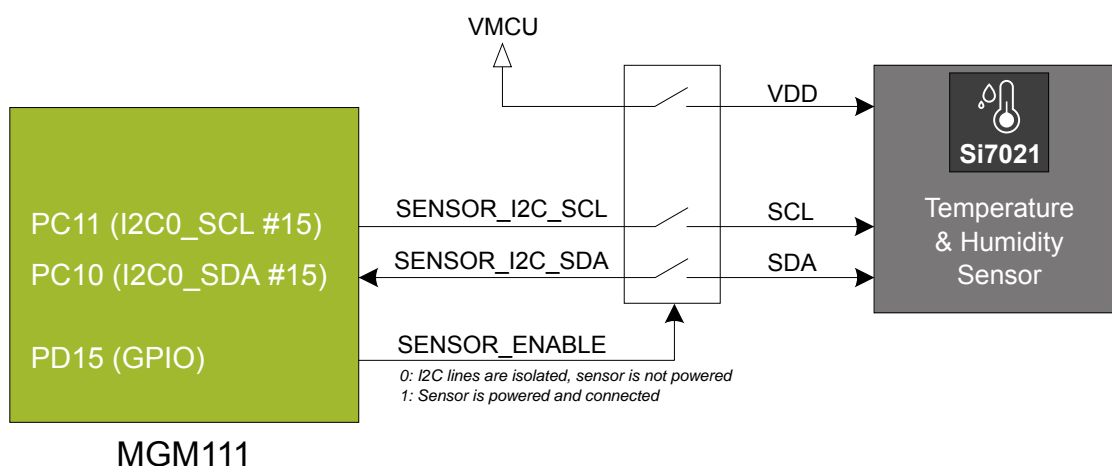 VMCU
VDD
Si7021
PC11 (I2C0_SCL #15)
SENSOR_I2C_SCL
SCL
Temperature
& Humidity
Sensor
PC10 (I2C0_SDA #15)
SENSOR_I2C_SDA
SDA
PD15 (GPIO)
SENSOR_ENABLE
0: I2C lines are isolated, sensor is not powered
1: Sensor is powered and connected
MGM111